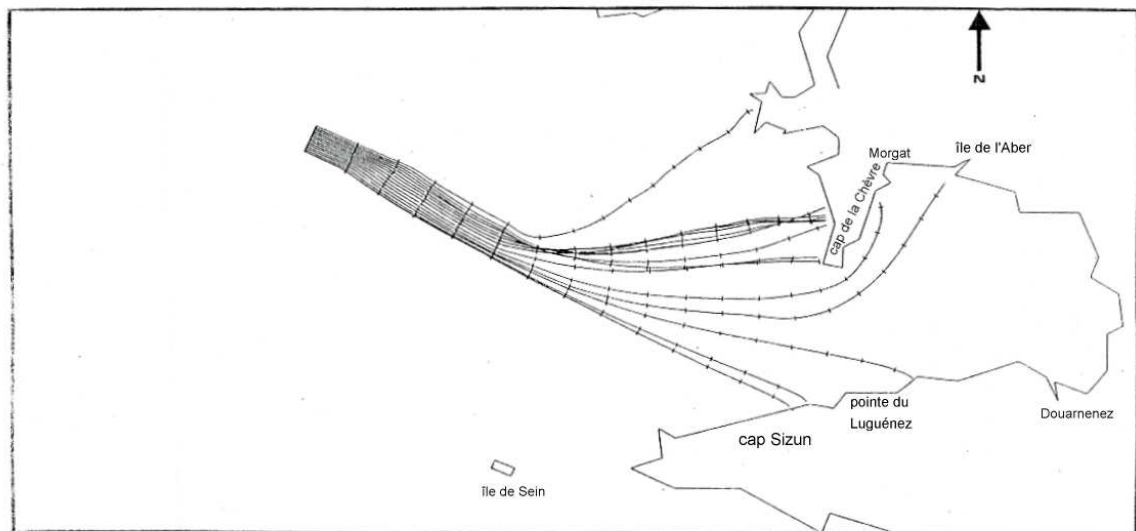 N
Morgat
île de l'Aber
cap de la Chèvre
pointe du
Luguénez
Douarnenez
cap Sizun
île de Sein